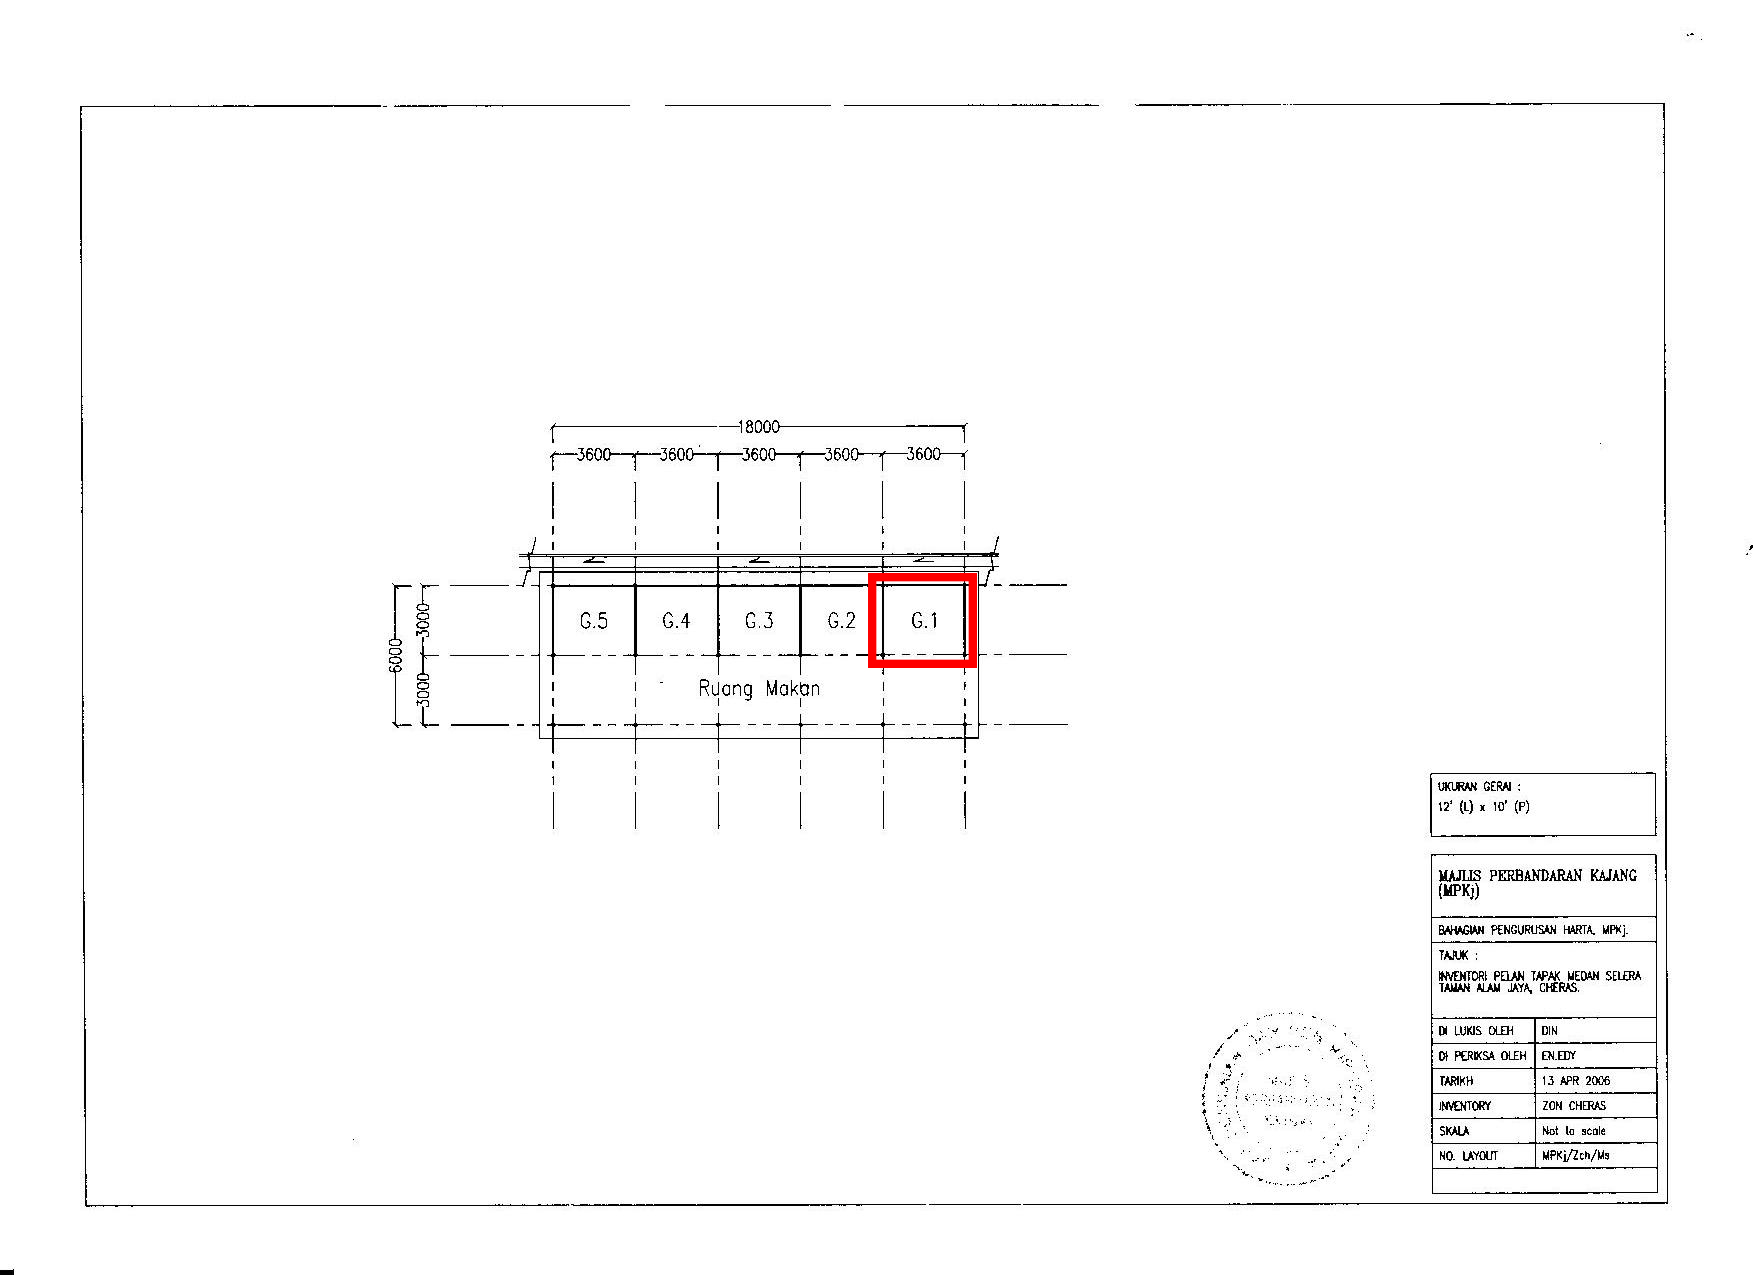 18000
3600 3600 3600 3600 3600
G.5 G.4 G.3 G.2 G.1
6000
3000
3000
Ruang Makan
UKURAN GERAI :
12' (L) x 10' (P)
MAJLIS PERBANDARAN KAJANG
(MPKj)
BAHAGIAN PENGURUSAN HARTA, MPKj.
TAJUK :
INVENTORI PELAN TAPAK MEDAN SELERA
TAMAN ALAM JAYA, CHERAS.
DI LUKIS OLEH DIN
DI PERIKSA OLEH EN.EDY
TARIKH 13 APR 2006
INVENTORY ZON CHERAS
SKALA Not to scale
NO. LAYOUT MPKj/Zch/Ms